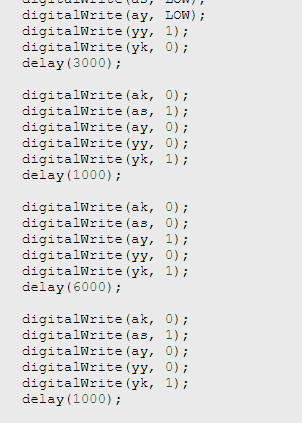 digitalWrite(ay, LOW);
digitalWrite(yy, 1);
digitalWrite(yk, 0);
delay(3000);
digitalWrite(ak, 0);
digitalWrite(as, 1);
digitalWrite(ay, 0);
digitalWrite(yy, 0);
digitalWrite(yk, 1);
delay(1000);
digitalWrite(ak, 0);
digitalWrite(as, 0);
digitalWrite(ay, 1);
digitalWrite(yy, 0);
digitalWrite(yk, 1);
delay(6000);
digitalWrite(ak, 0);
digitalWrite(as, 1);
digitalWrite(ay, 0);
digitalWrite(yy, 0);
digitalWrite(yk, 1);
delay(1000);